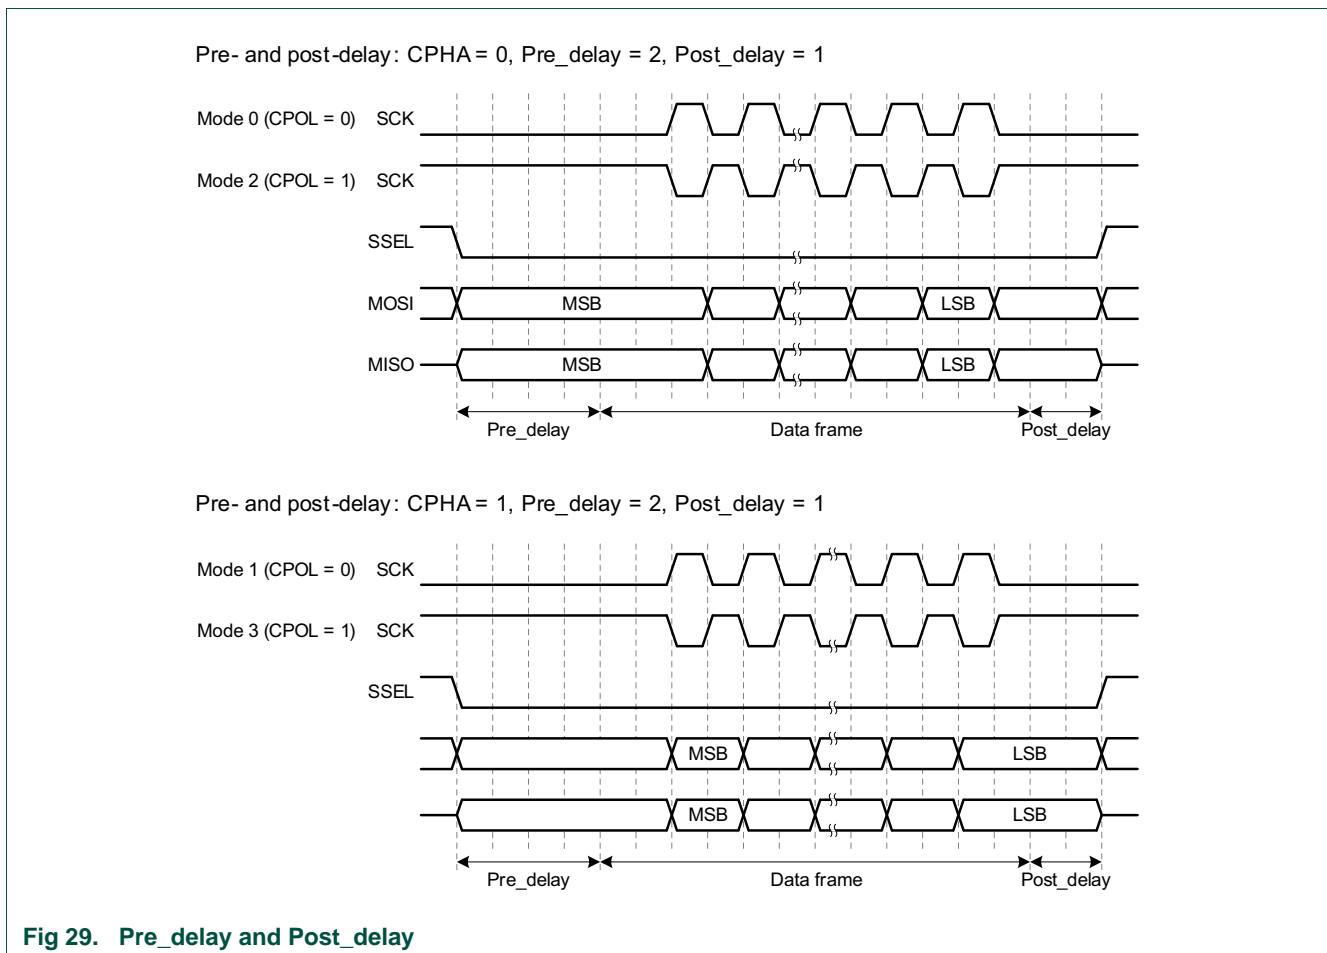 Pre- and post-delay: CPHA = 0, Pre_delay = 2, Post_delay = 1
Mode 0 (CPOL = 0) SCK
Mode 2 (CPOL = 1) SCK
SSEL
MOSI MSB LSB
MISO MSB LSB
Pre_delay Data frame Post_delay
Pre- and post-delay: CPHA = 1, Pre_delay = 2, Post_delay = 1
Mode 1 (CPOL = 0) SCK
Mode 3 (CPOL = 1) SCK
SSEL
MSB LSB
MSB LSB
Pre_delay Data frame Post_delay
Fig 29. Pre_delay and Post_delay